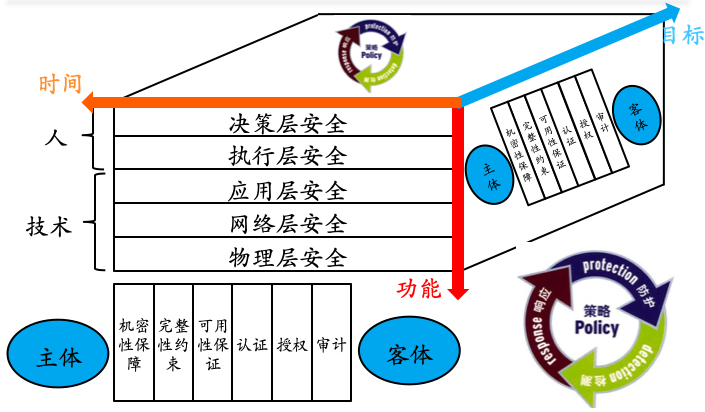 目标
response 响应
protection 防护
detection 检测
策略
Policy
时间
人
决策层安全
执行层安全
技术
应用层安全
网络层安全
物理层安全
功能
主
体
机密性保障
完整性约束
可用性保证
认证
授权
审计
客
体
主体
机密
性保
障
完整
性约
束
可用
性保
证
认证
授权
审计
客体
response 响应
protection 防护
detection 检测
策略
Policy